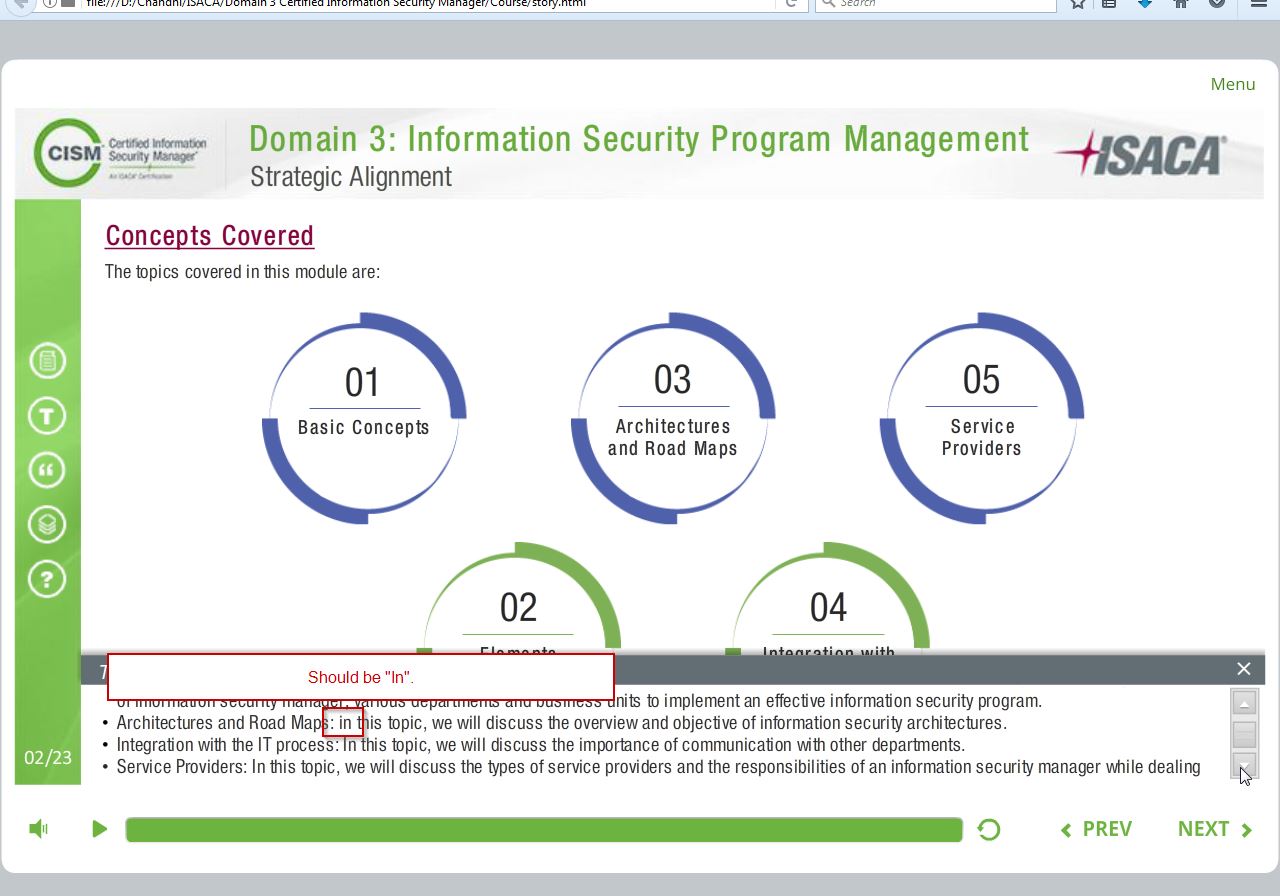 file:///D:/Chandni/ISACA/Domain 3 Certified Information Security Manager/Course/story.html
Search
Menu
CISM
Certified Information
Security Manager®
An ISACA® Certification
Domain 3: Information Security Program Management
Strategic Alignment
ISACA®
Concepts Covered
The topics covered in this module are:
01
Basic Concepts
03
Architectures
and Road Maps
05
Service
Providers
02
Elements
04
Integration with
Should be "In".
of information security manager, various departments and business units to implement an effective information security program.
• Architectures and Road Maps: in this topic, we will discuss the overview and objective of information security architectures.
• Integration with the IT process: In this topic, we will discuss the importance of communication with other departments.
• Service Providers: In this topic, we will discuss the types of service providers and the responsibilities of an information security manager while dealing
02/23
PREV
NEXT